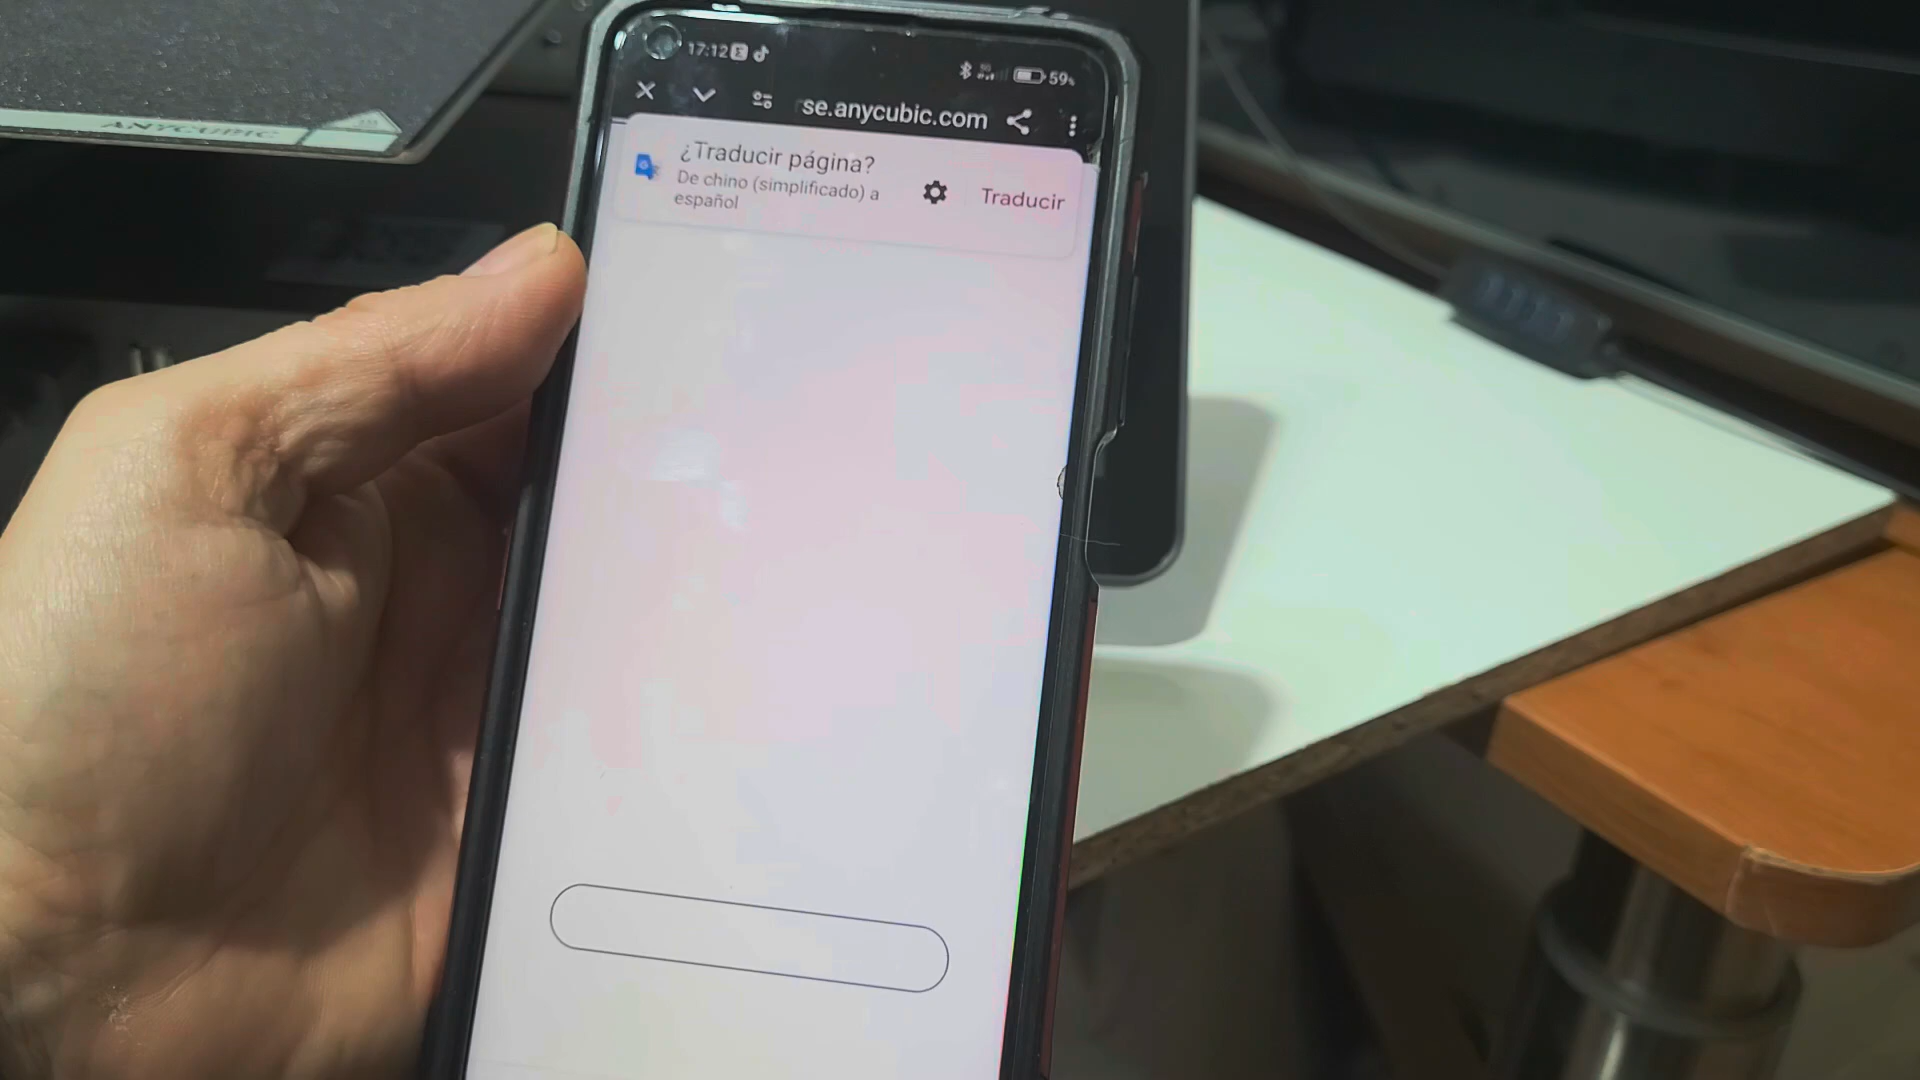 ANYCUBIC
17:12
59%
se.anycubic.com
¿Traducir página?
De chino (simplificado) a
español
Traducir